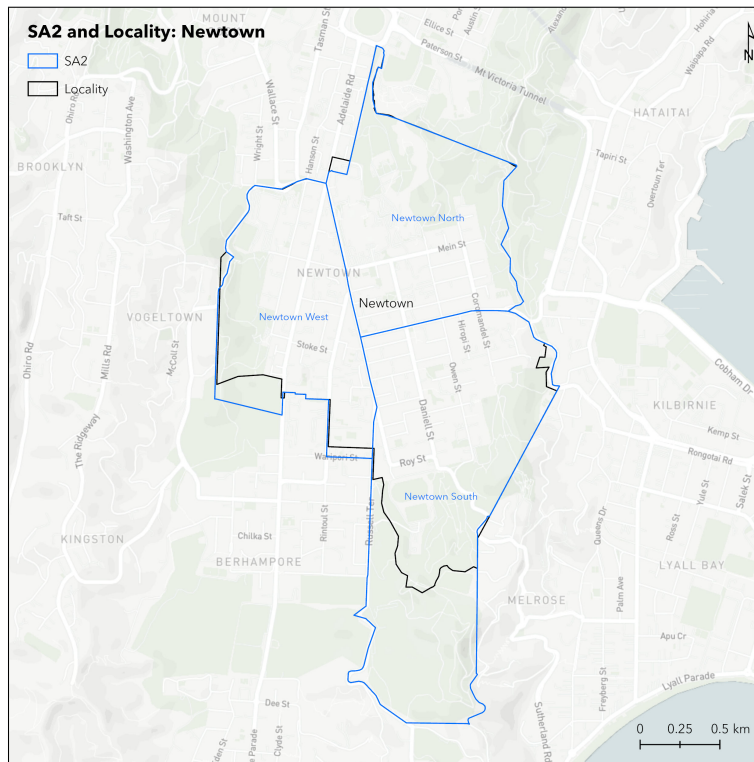 SA2 and Locality: Newtown
SA2
Locality
MOUNT
Tasman St
Ellice St
Paterson St
Austin St
Mt Victoria Tunnel
Waipapa Rd
N
Ohiro Rd
Washington Ave
Wallace St
Adelaide Rd
HATAITAI
Wright St
Hanson St
Tapiri St
BROOKLYN
Overtoun Ter
Taft St
Newtown North
Mein St
NEWTOWN
Newtown
Coromandel St
VOGELTOWN
Newtown West
Hiropi St
Stoke St
McColl St
Ohiro Rd
Mills Rd
Owen St
Cobham Dr
Daniell St
KILBIRNIE
The Ridgeway
Kemp St
Waripori St
Roy St
Rongotai Rd
Newtown South
Yule St
Salek St
Rintoul St
Russell Ter
Queens Dr
Ross St
Chilka St
KINGSTON
BERHAMPORE
LYALL BAY
MELROSE
Palm Ave
Apu Cr
Lyall Parade
Freyberg St
Dee St
Sutherland Rd
Clyde St
0 0.25 0.5 km